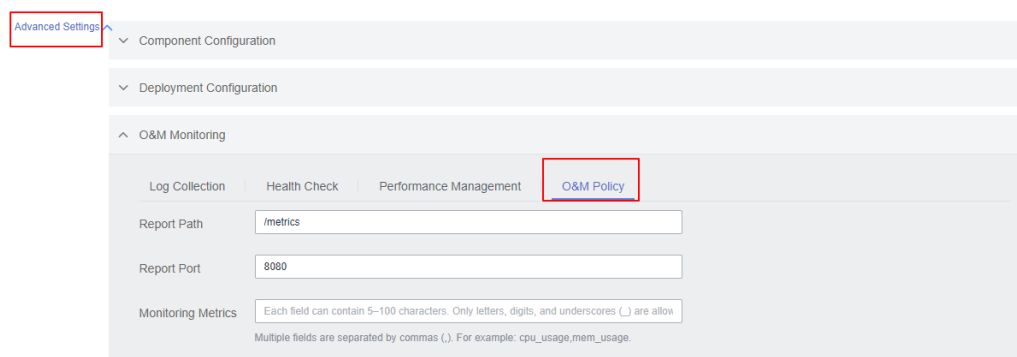 Advanced Settings
Component Configuration
Deployment Configuration
O&M Monitoring
Log Collection Health Check Performance Management O&M Policy
Report Path /metrics
Report Port 8080
Monitoring Metrics Each field can contain 5–100 characters. Only letters, digits, and underscores (_) are allow
Multiple fields are separated by commas (,). For example: cpu_usage,mem_usage.